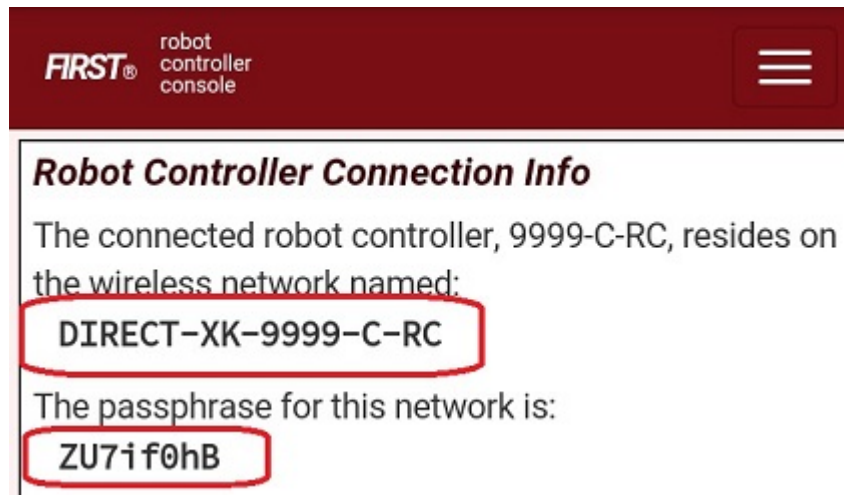 FIRST® robot
controller
console
Robot Controller Connection Info
The connected robot controller, 9999-C-RC, resides on
the wireless network named:
DIRECT-XK-9999-C-RC
The passphrase for this network is:
ZU7if0hB